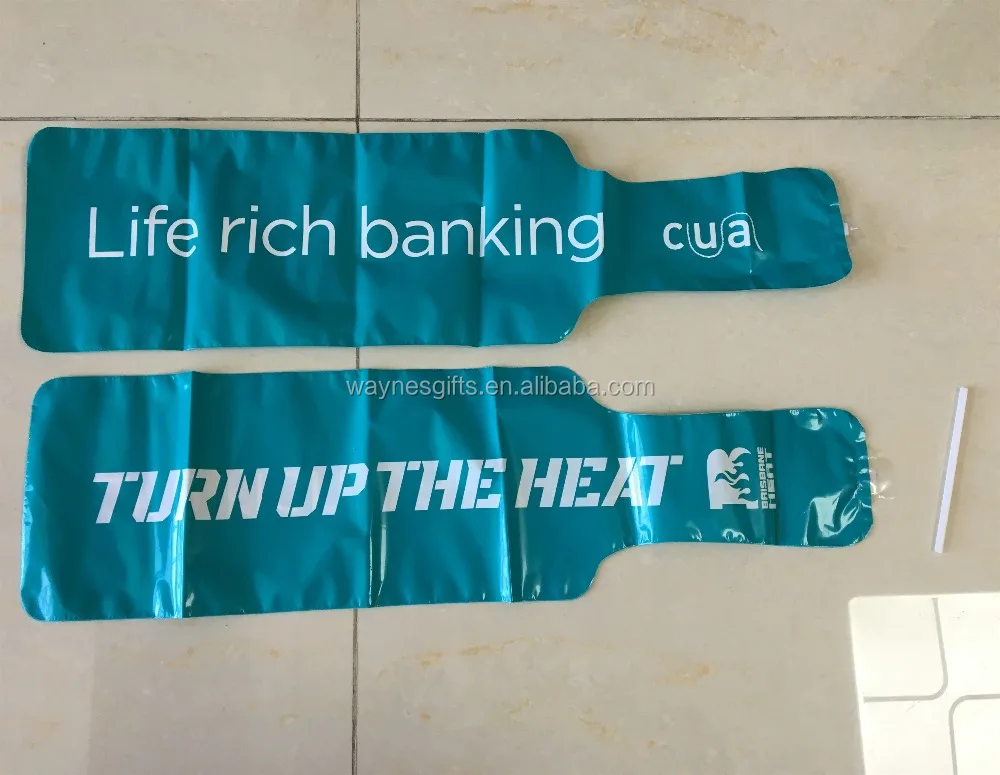 Life rich banking cua
waynesgifts.en.alibaba.com
TURN UP THE HEAT BRISBANE
HEAT